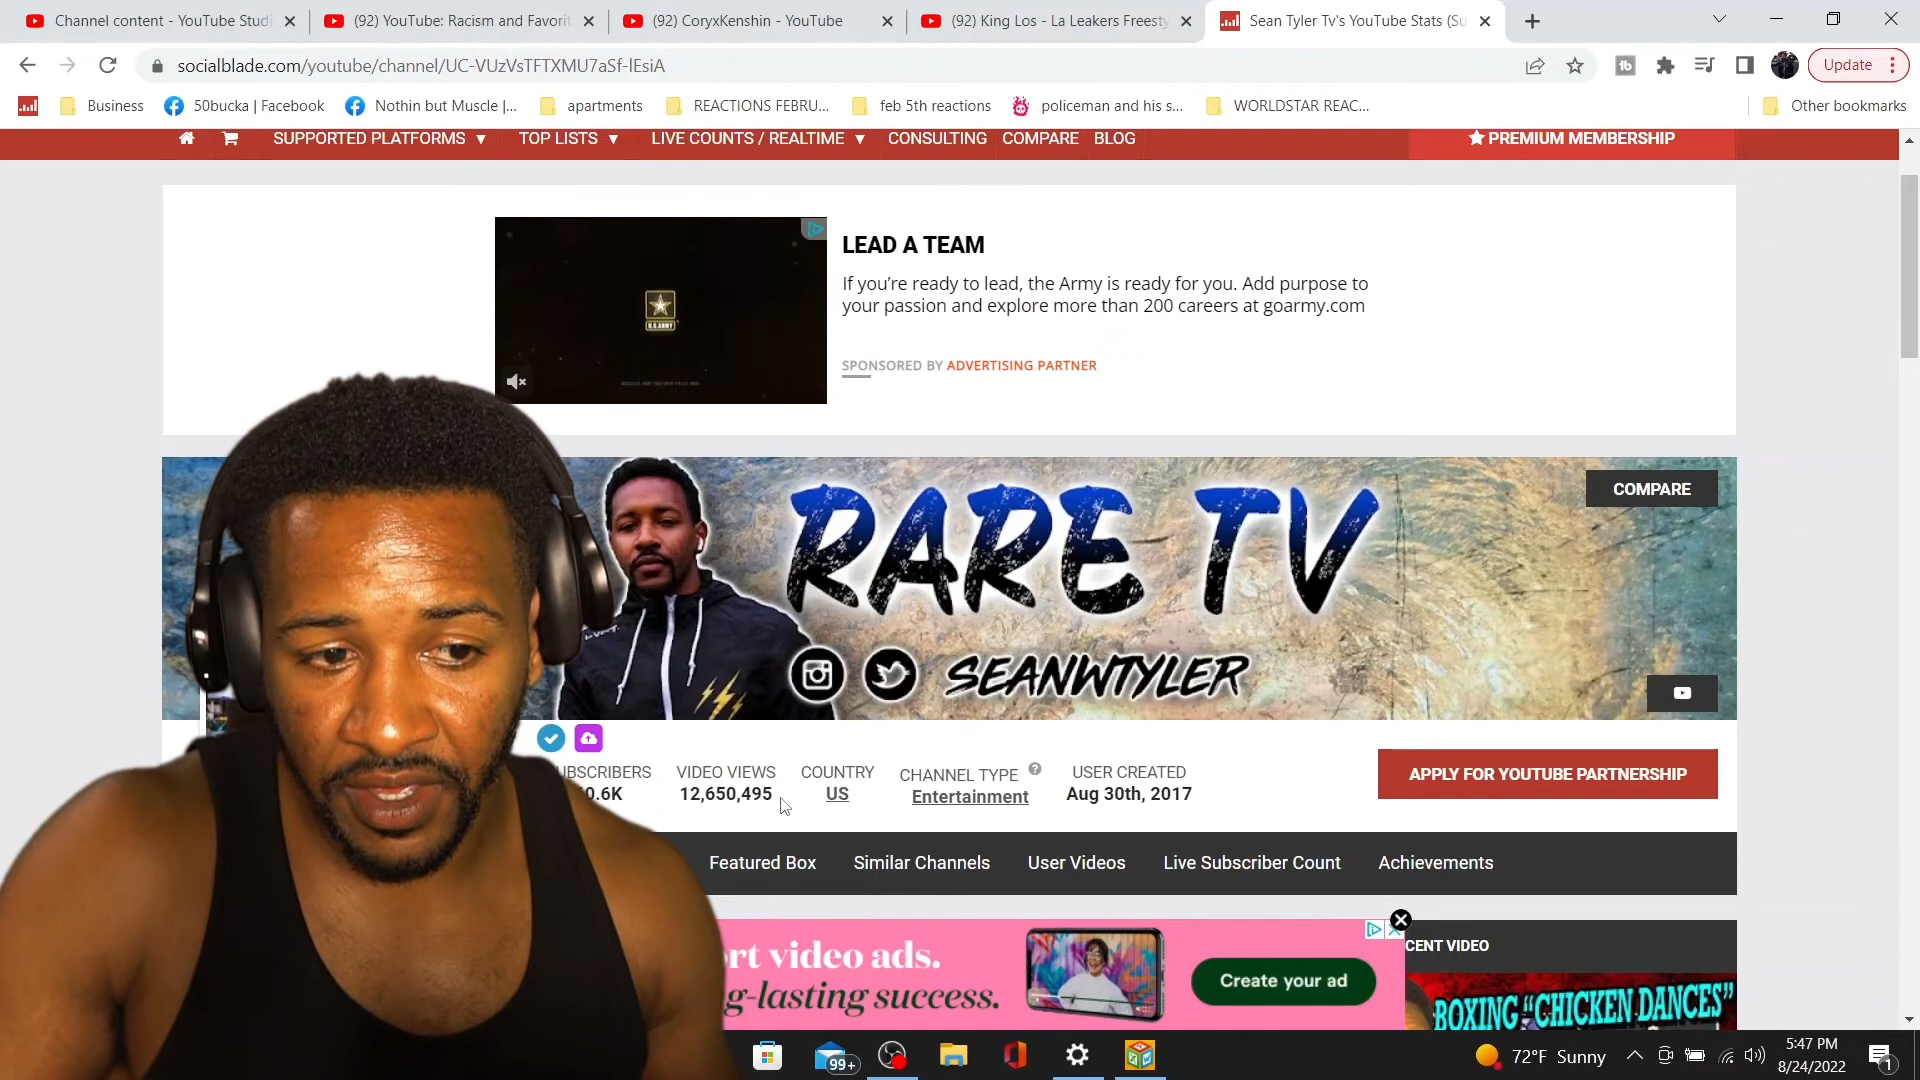 Channel content - YouTube Studi
(92) YouTube: Racism and Favorit
(92) CoryxKenshin - YouTube
(92) King Los - La Leakers Freesty
Sean Tyler Tv's YouTube Stats (Su
socialblade.com/youtube/channel/UC-VUzVsTFTXMU7aSf-lEsiA
Update
Business
50bucka | Facebook
Nothin but Muscle |...
apartments
REACTIONS FEBRU...
feb 5th reactions
policeman and his s...
WORLDSTAR REAC...
Other bookmarks
SUPPORTED PLATFORMS
TOP LISTS
LIVE COUNTS / REALTIME
CONSULTING
COMPARE
BLOG
PREMIUM MEMBERSHIP
LEAD A TEAM
If you're ready to lead, the Army is ready for you. Add purpose to
your passion and explore more than 200 careers at goarmy.com
U.S.ARMY
SPONSORED BY ADVERTISING PARTNER
COMPARE
RARE TV
SEANWTYLER
UBSCRIBERS
0.6K
VIDEO VIEWS
12,650,495
COUNTRY
US
CHANNEL TYPE
Entertainment
USER CREATED
Aug 30th, 2017
APPLY FOR YOUTUBE PARTNERSHIP
Featured Box
Similar Channels
User Videos
Live Subscriber Count
Achievements
ort video ads.
g-lasting success.
Create your ad
CENT VIDEO
BOXING "CHICKEN DANCES"
99+
72°F Sunny
5:47 PM
8/24/2022
1